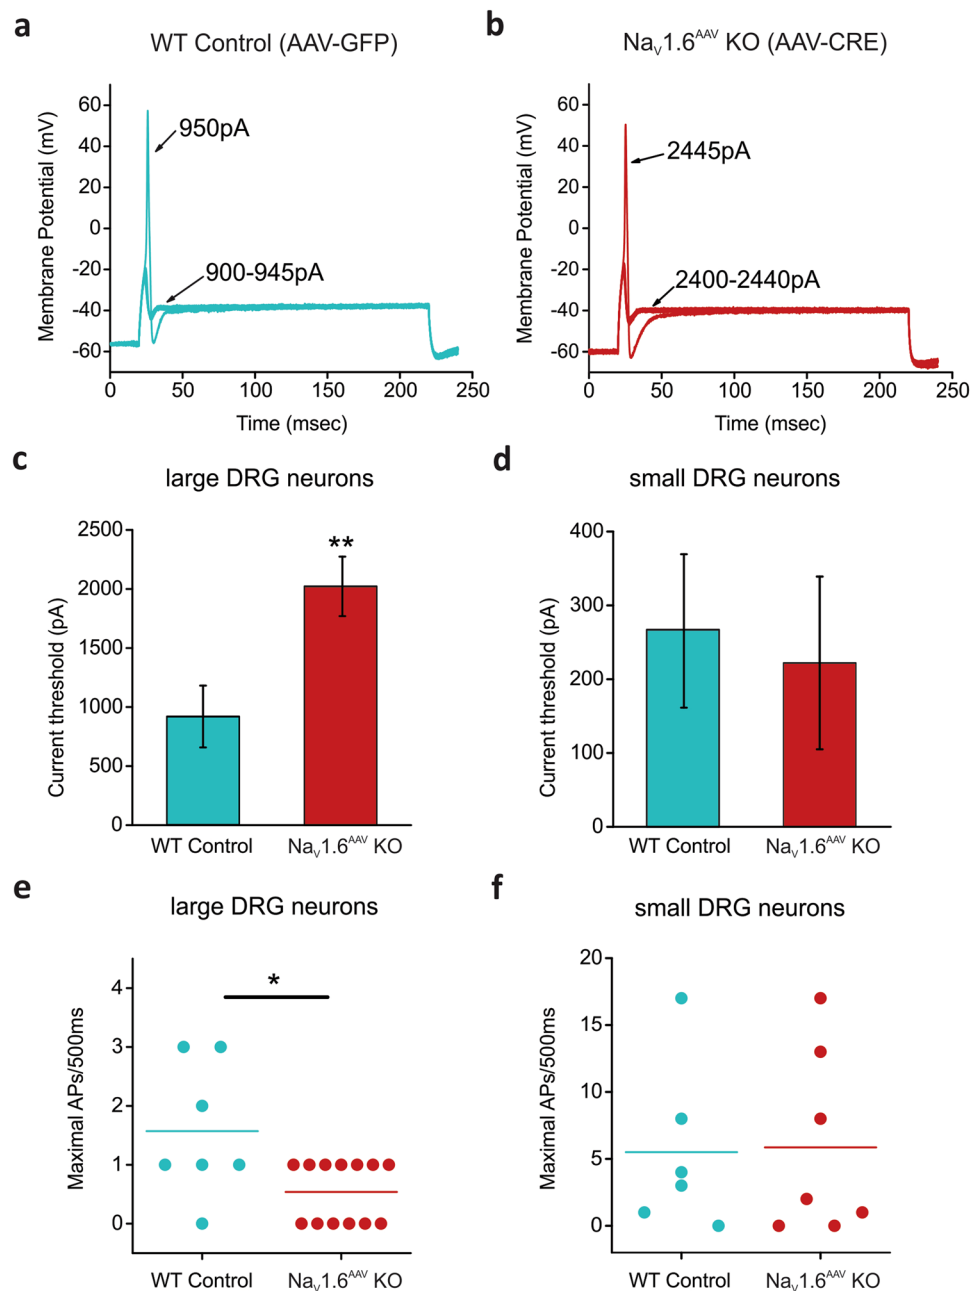 a
WT Control (AAV-GFP)
b
Naᵥ1.6ᴬᴬⱽ KO (AAV-CRE)
Membrane Potential (mV)
60
40
20
0
-20
-40
-60
950pA
900-945pA
0
50
100
150
200
250
Time (msec)
Membrane Potential (mV)
60
40
20
0
-20
-40
-60
2445pA
2400-2440pA
0
50
100
150
200
250
Time (msec)
c
large DRG neurons
Current threshold (pA)
2500
2000
1500
1000
500
0
**
WT Control
Naᵥ1.6ᴬᴬⱽ KO
d
small DRG neurons
Current threshold (pA)
400
300
200
100
0
WT Control
Naᵥ1.6ᴬᴬⱽ KO
e
large DRG neurons
Maximal APs/500ms
4
3
2
1
0
*
WT Control
Naᵥ1.6ᴬᴬⱽ KO
f
small DRG neurons
Maximal APs/500ms
20
15
10
5
0
WT Control
Naᵥ1.6ᴬᴬⱽ KO